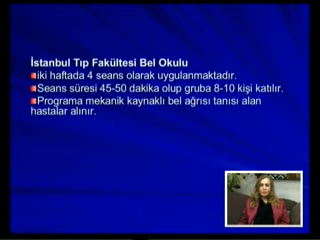 İstanbul Tıp Fakültesi Bel Okulu
iki haftada 4 seans olarak uygulanmaktadır.
Seans süresi 45-50 dakika olup gruba 8-10 kişi katılır.
Programa mekanik kaynaklı bel ağrısı tanısı alan
hastalar alınır.